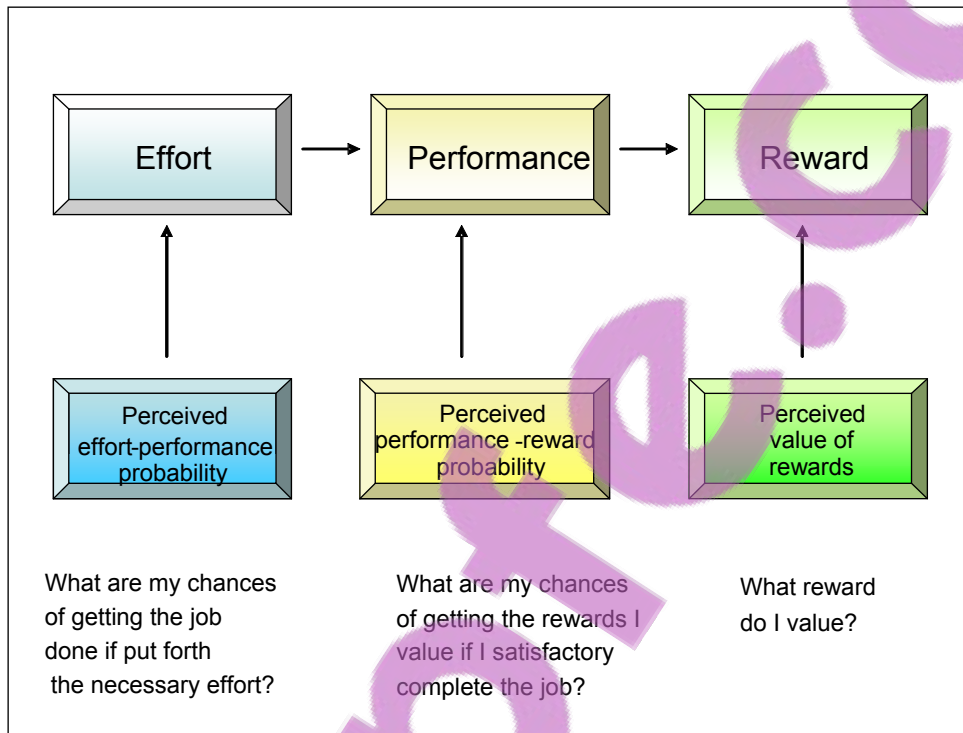 Effort
Performance
Reward
Perceived
effort-performance
probability
Perceived
performance -reward
probability
Perceived
value of
rewards
What are my chances
of getting the job
done if put forth
the necessary effort?
What are my chances
of getting the rewards I
value if I satisfactory
complete the job?
What reward
do I value?